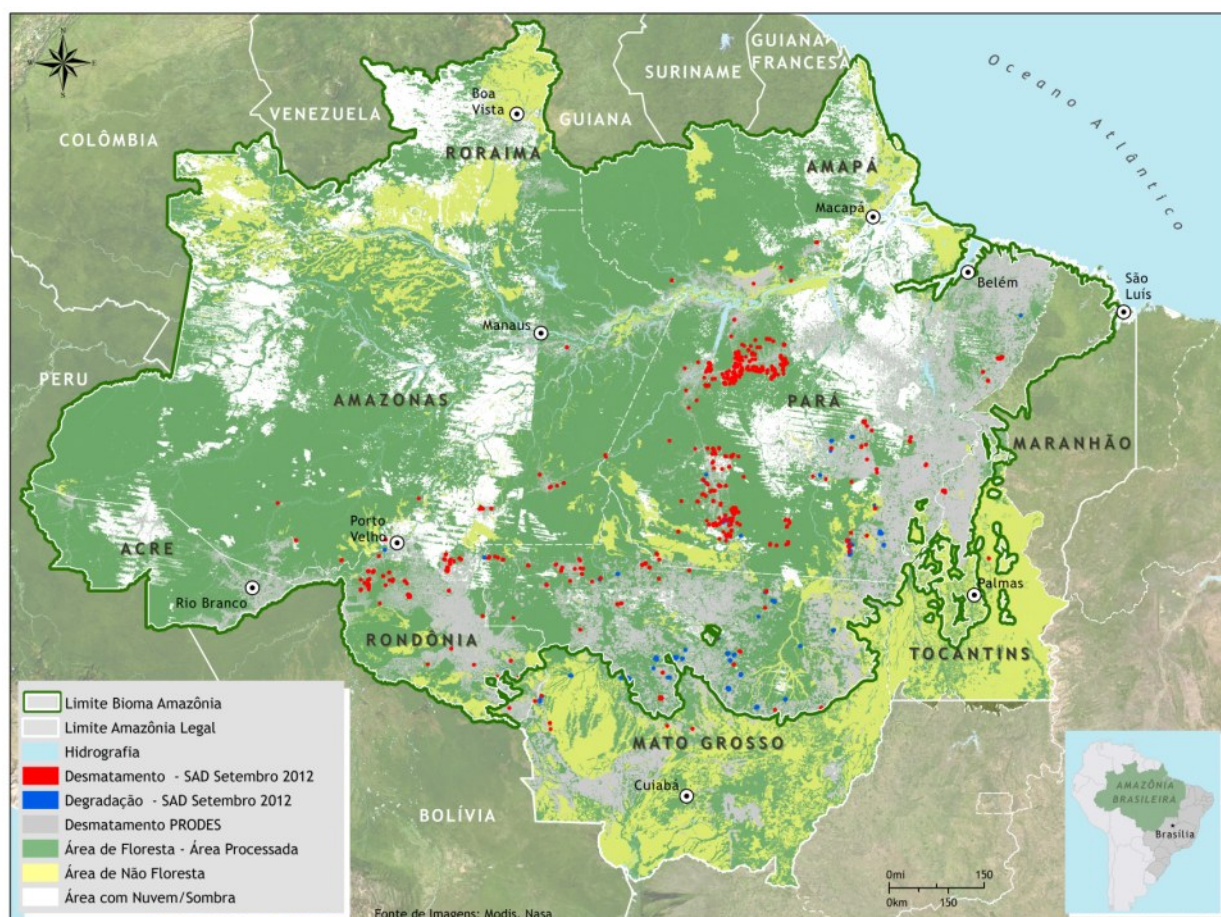 GUIANA
FRANCESA
SURINAME
Oceano Atlântico
N
E
S
W
Boa
Vista
VENEZUELA
GUIANA
COLÔMBIA
RORAIMA
AMAPÁ
Macapá
Belém
São
Luís
Manaus
PERU
AMAZONAS
PARÁ
MARANHÃO
Porto
Velho
ACRE
Rio Branco
Palmas
RONDÔNIA
TOCANTINS
MATO GROSSO
Cuiabá
BOLÍVIA
Limite Bioma Amazônia
Limite Amazônia Legal
Hidrografia
Desmatamento - SAD Setembro 2012
Degradação - SAD Setembro 2012
Desmatamento PRODES
Área de Floresta - Área Processada
Área de Não Floresta
Área com Nuvem/Sombra
AMAZÔNIA
BRASILEIRA
Brasília
0mi 150
0km 150
Fonte de Imagens: Modis, Nasa